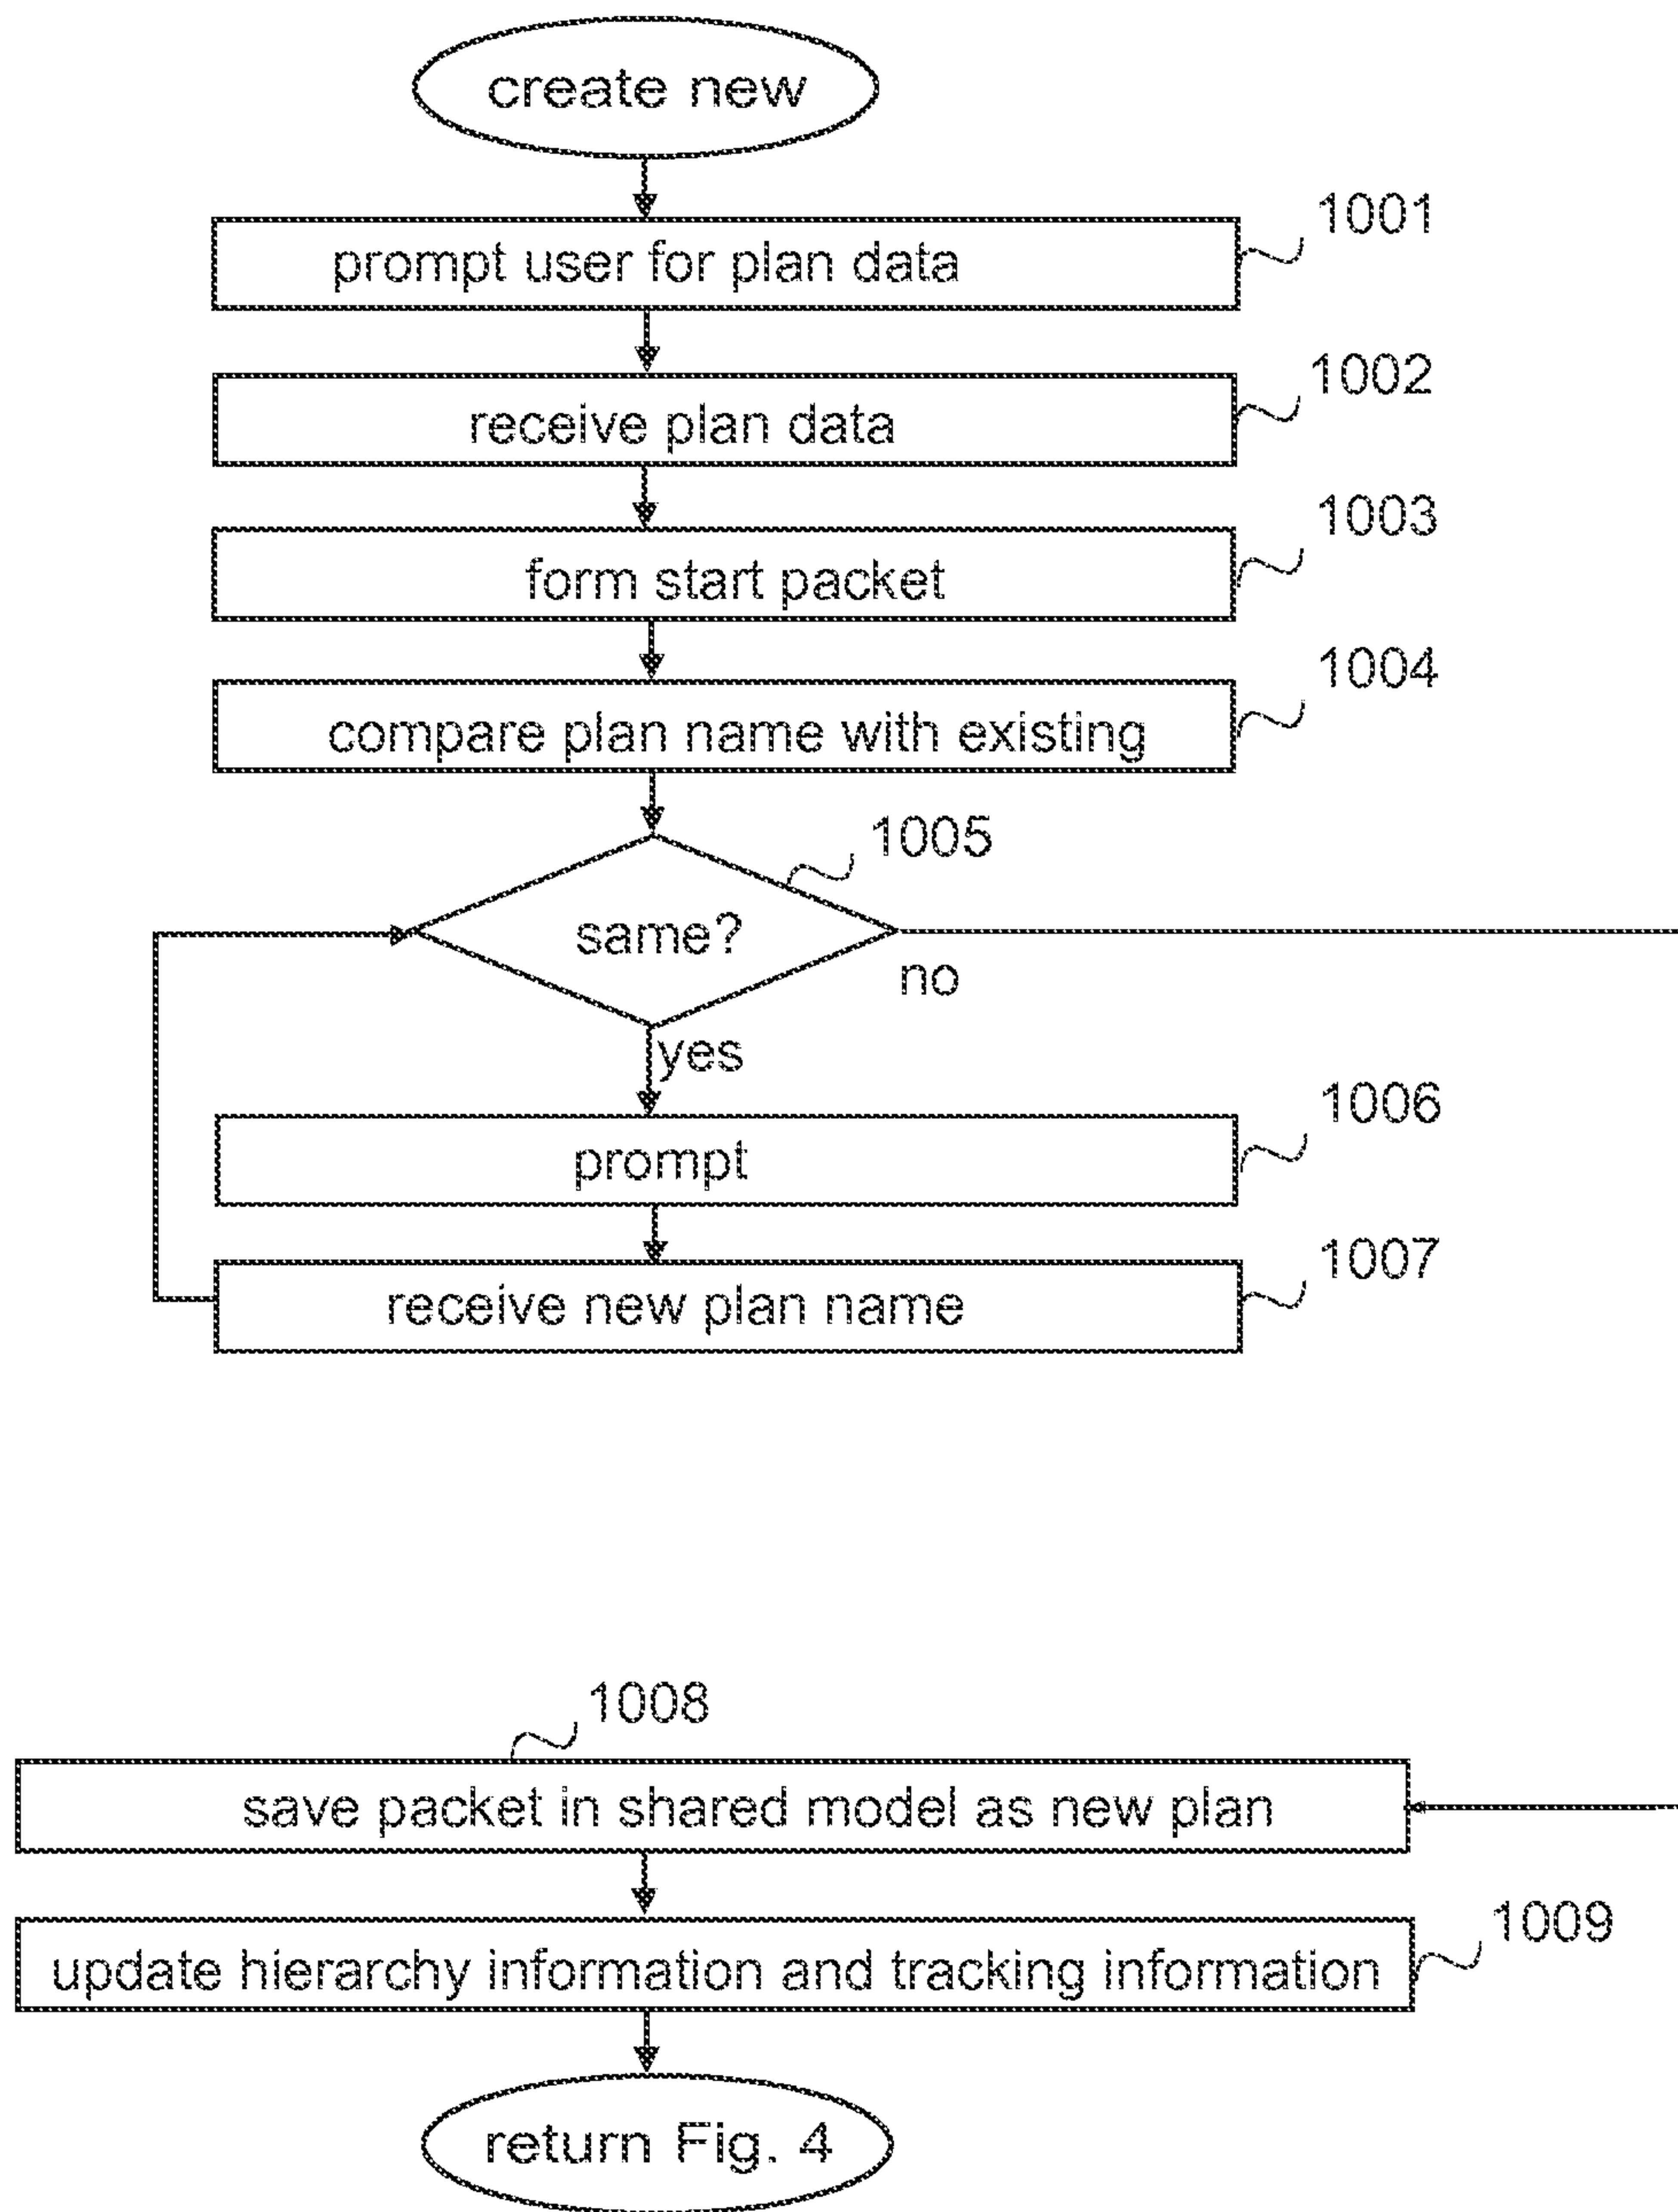 create new
1001
prompt user for plan data
1002
receive plan data
1003
form start packet
1004
compare plan name with existing
1005
same?
no
yes
1006
prompt
1007
receive new plan name
1008
save packet in shared model as new plan
1009
update hierarchy information and tracking information
return Fig. 4